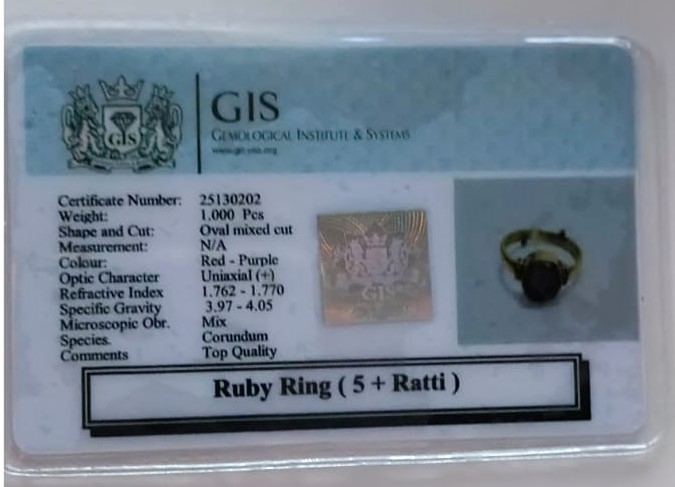 GIS
GEMOLOGICAL INSTITUTE & SYSTEMS
GIS
Certificate Number: 25130202
Weight: 1.000 Pcs
Shape and Cut: Oval mixed cut
Measurement: N/A
Colour: Red - Purple
Optic Character Uniaxial (+)
Refractive Index 1.762 - 1.770
Specific Gravity 3.97 - 4.05
Microscopic Obr. Mix
Species. Corundum
Comments Top Quality
GIS
Ruby Ring ( 5 + Ratti )